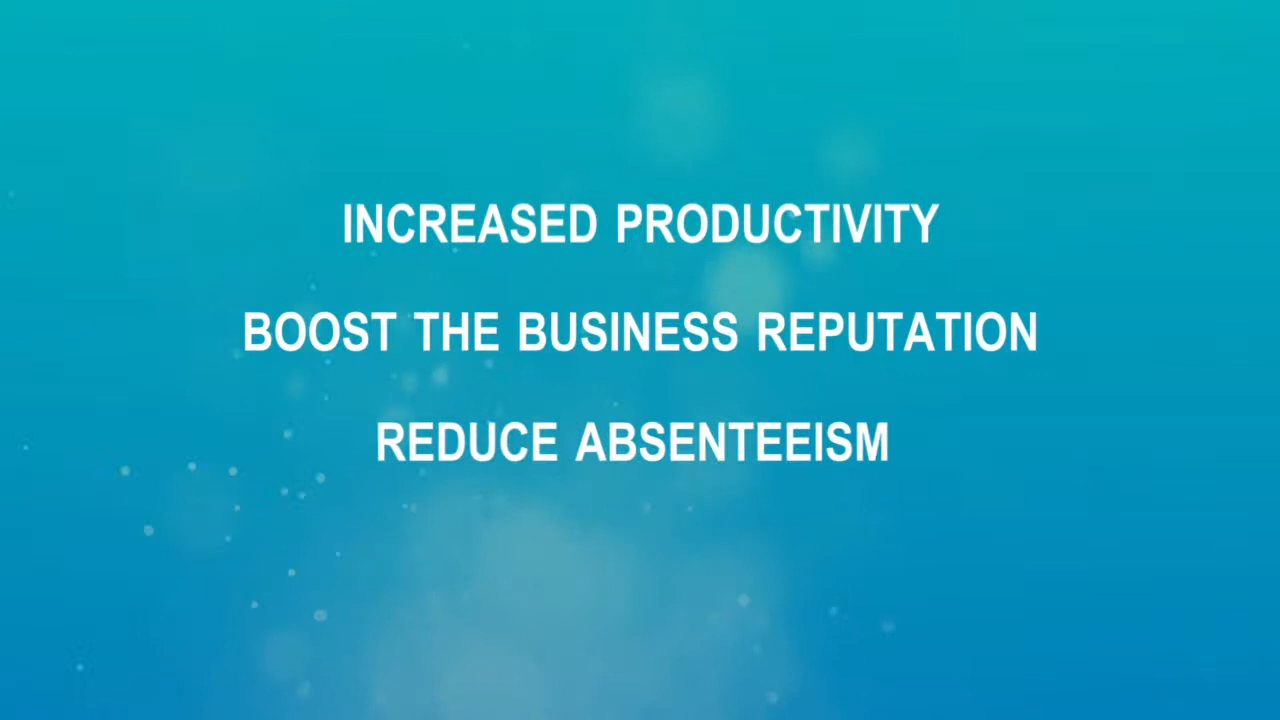 INCREASED PRODUCTIVITY
BOOST THE BUSINESS REPUTATION
REDUCE ABSENTEEISM